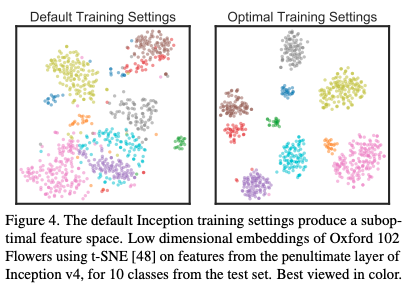 Default Training Settings
Optimal Training Settings
Figure 4. The default Inception training settings produce a subop-
timal feature space. Low dimensional embeddings of Oxford 102
Flowers using t-SNE [48] on features from the penultimate layer of
Inception v4, for 10 classes from the test set. Best viewed in color.